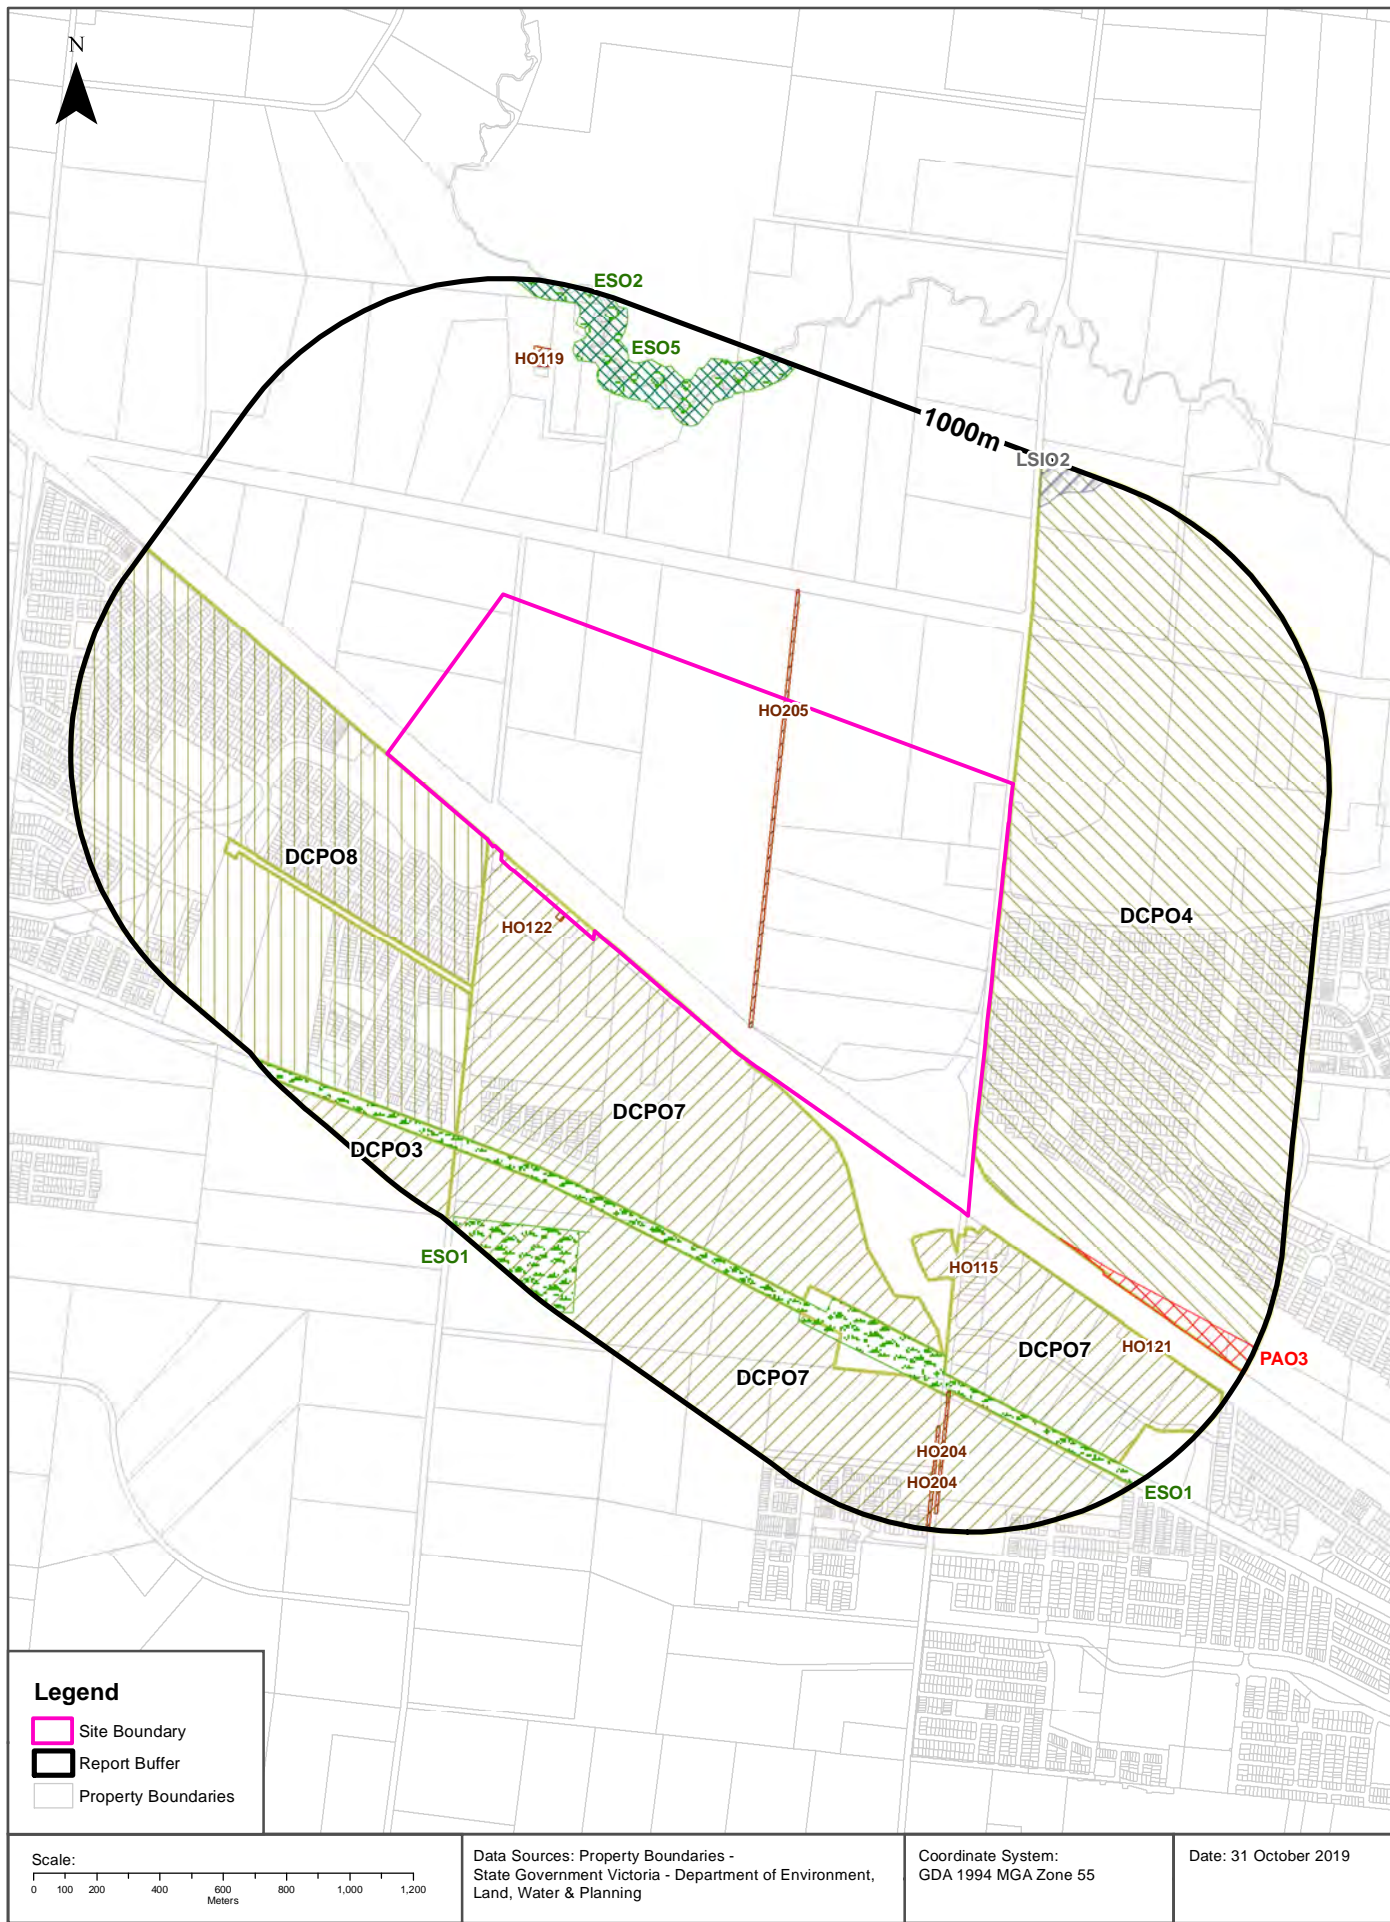 N
ESO2
ESO5
HO119
1000m
LSIO2
HO205
DCPO8
DCPO4
HO122
DCPO7
DCPO3
ESO1
HO115
HO121
DCPO7
PAO3
DCPO7
HO204
HO204
ESO1
Legend
Site Boundary
Report Buffer
Property Boundaries
Scale:
0 100 200 400 600 800 1,000 1,200
Meters
Data Sources: Property Boundaries -
State Government Victoria - Department of Environment,
Land, Water & Planning
Coordinate System:
GDA 1994 MGA Zone 55
Date: 31 October 2019